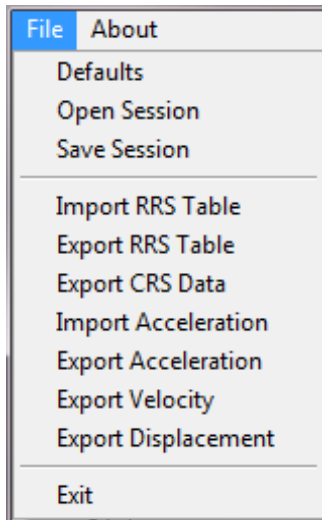 File About
Defaults
Open Session
Save Session
Import RRS Table
Export RRS Table
Export CRS Data
Import Acceleration
Export Acceleration
Export Velocity
Export Displacement
Exit